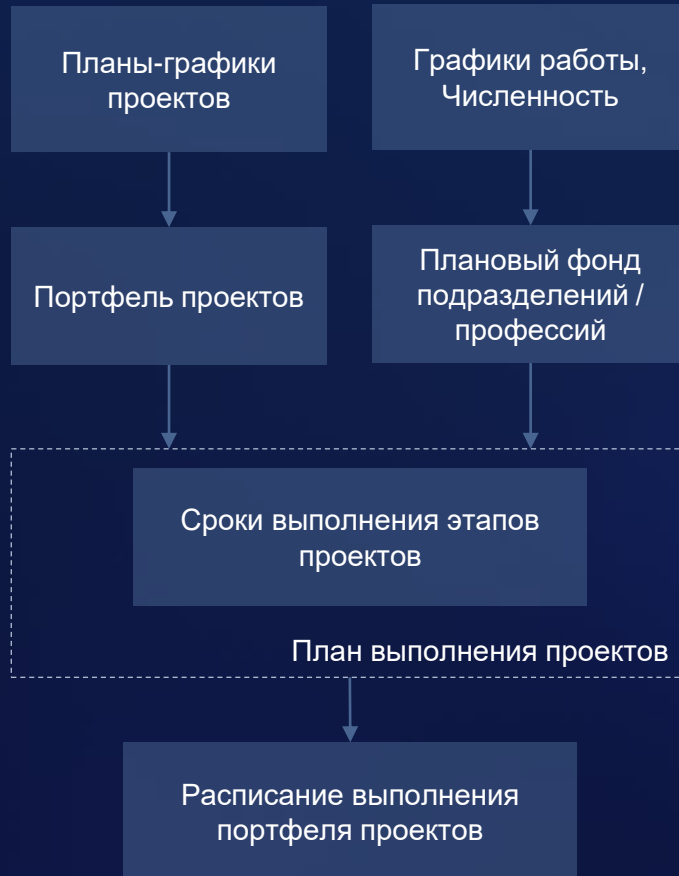 Планы-графики
проектов
Графики работы,
Численность
Портфель проектов
Плановый фонд
подразделений /
профессий
Сроки выполнения этапов
проектов
План выполнения проектов
Расписание выполнения
портфеля проектов